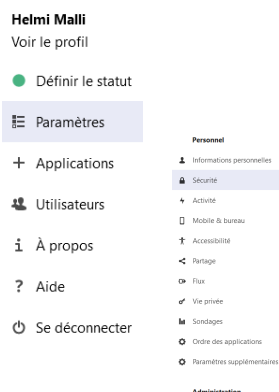 Helmi Malli
Voir le profil
Définir le statut
Paramètres
Applications
Utilisateurs
À propos
Aide
Se déconnecter
Personnel
Informations personnelles
Sécurité
Activité
Mobile & bureau
Accessibilité
Partage
Flux
Vie privée
Sondages
Ordre des applications
Paramètres supplémentaires
Administration